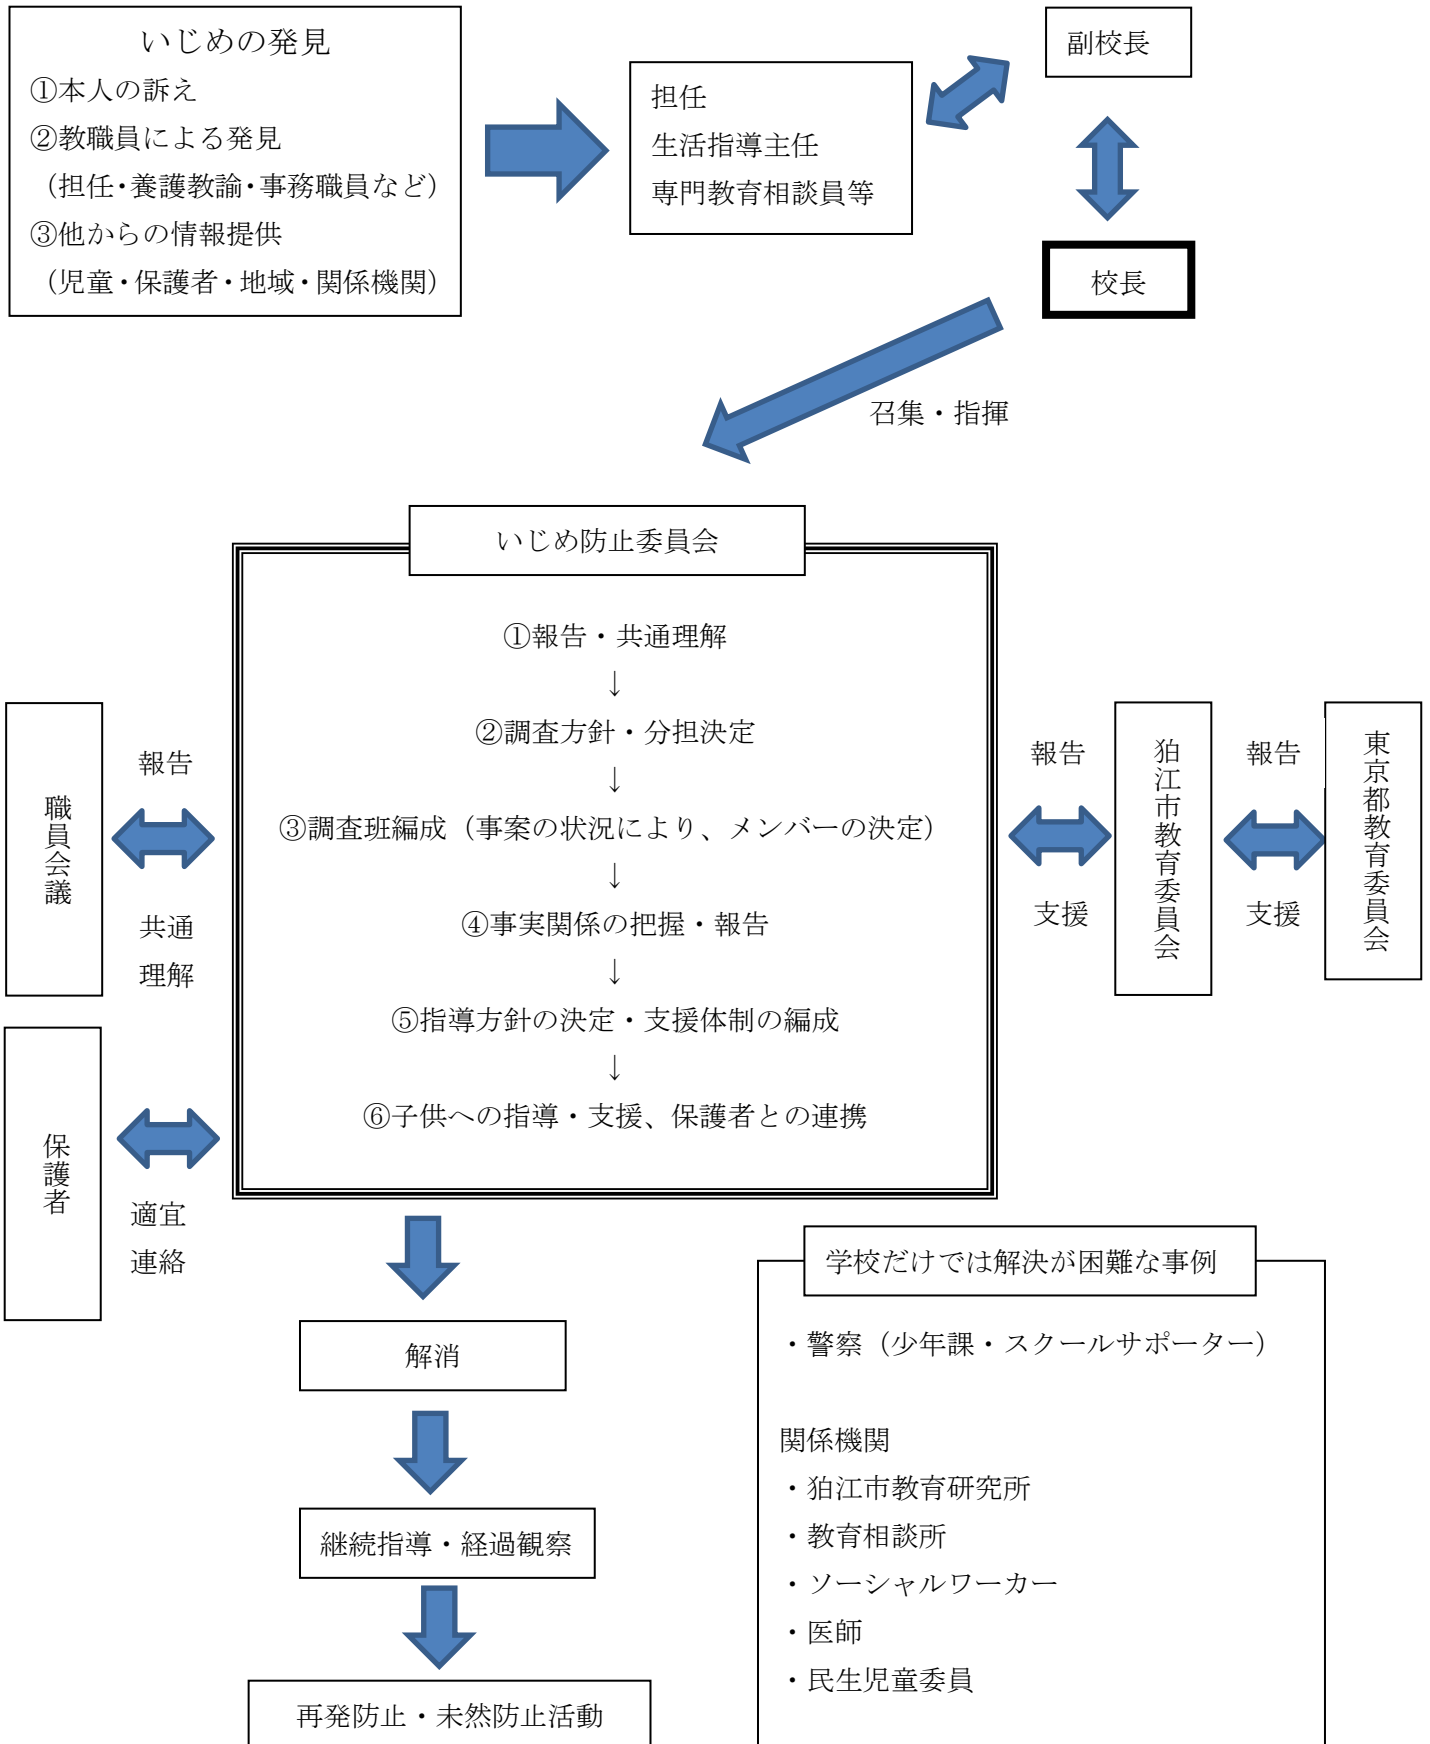 いじめの発見
①本人の訴え
②教職員による発見
（担任・養護教諭・事務職員など）
③他からの情報提供
（児童・保護者・地域・関係機関）
担任
生活指導主任
専門教育相談員等
副校長
校長
召集・指揮
いじめ防止委員会
①報告・共通理解
↓
②調査方針・分担決定
↓
③調査班編成（事案の状況により、メンバーの決定）
↓
④事実関係の把握・報告
↓
⑤指導方針の決定・支援体制の編成
↓
⑥子供への指導・支援、保護者との連携
職員会議
報告
共通
理解
保護者
適宜
連絡
報告
支援
狛江市教育委員会
報告
支援
東京都教育委員会
解消
継続指導・経過観察
再発防止・未然防止活動
学校だけでは解決が困難な事例
・警察（少年課・スクールサポーター）
関係機関
・狛江市教育研究所
・教育相談所
・ソーシャルワーカー
・医師
・民生児童委員